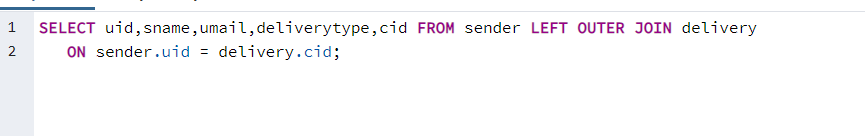 1 SELECT uid,sname,umail,deliverytype,cid FROM sender LEFT OUTER JOIN delivery
2 ON sender.uid = delivery.cid;